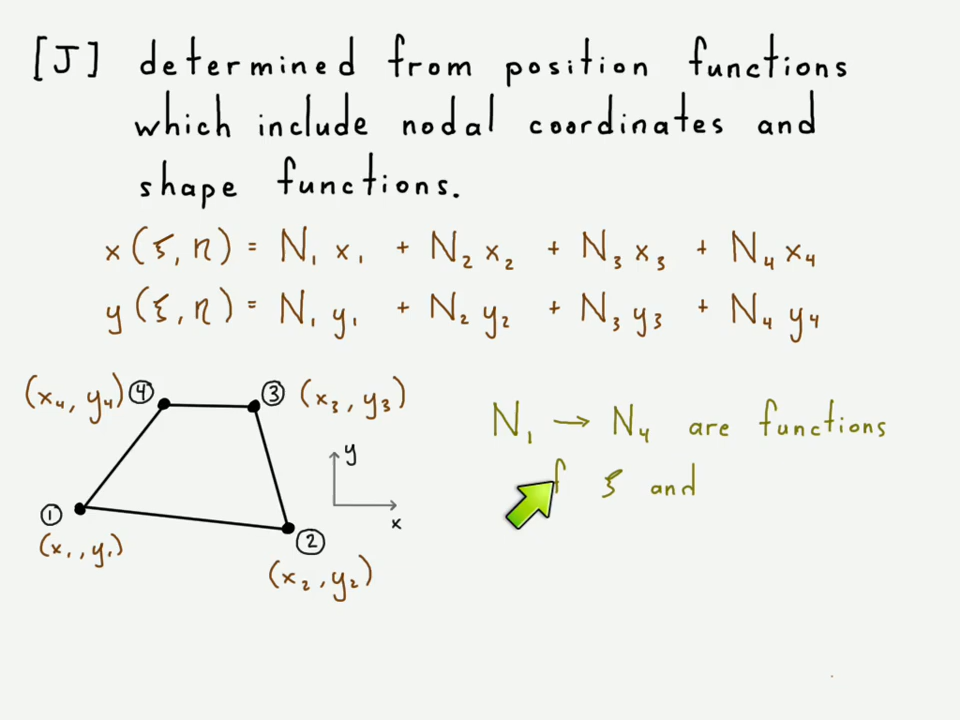 [J] determined from position functions
which include nodal coordinates and
shape functions.
x(ξ, η) = N₁ x₁ + N₂ x₂ + N₃ x₃ + N₄ x₄
y(ξ, η) = N₁ y₁ + N₂ y₂ + N₃ y₃ + N₄ y₄
(x₄, y₄) ④ ③ (x₃, y₃)
N₁ → N₄ are functions
ξ and
y
x
①
(x₁, y₁)
②
(x₂, y₂)